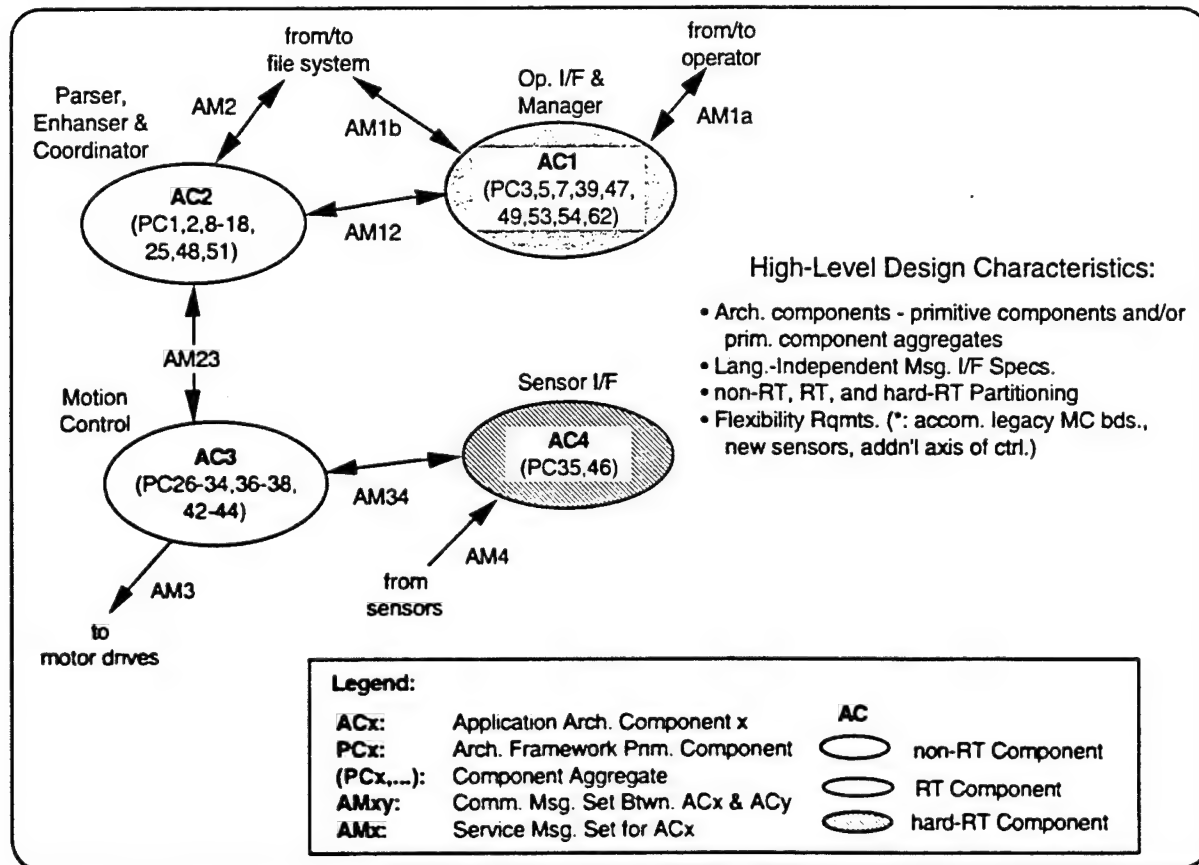 from/to
file system
from/to
operator
Parser,
Enhanser &
Coordinator
AM2
AM1b
Op. I/F &
Manager
AM1a
AC2
(PC1,2,8-18,
25,48,51)
AC1
(PC3,5,7,39,47,
49,53,54,62)
AM12
AM23
High-Level Design Characteristics:
• Arch. components - primitive components and/or
prim. component aggregates
• Lang.-Independent Msg. I/F Specs.
• non-RT, RT, and hard-RT Partitioning
• Flexibility Rqmts. (*: accom. legacy MC bds.,
new sensors, addn'l axis of ctrl.)
Motion
Control
Sensor I/F
AC3
(PC26-34,36-38,
42-44)
AC4
(PC35,46)
AM34
AM4
from
sensors
AM3
to
motor drives
Legend:
ACx: Application Arch. Component x
PCx: Arch. Framework Prim. Component
(PCx,...): Component Aggregate
AMxy: Comm. Msg. Set Btwn. ACx & ACy
AMx: Service Msg. Set for ACx
AC
non-RT Component
RT Component
hard-RT Component